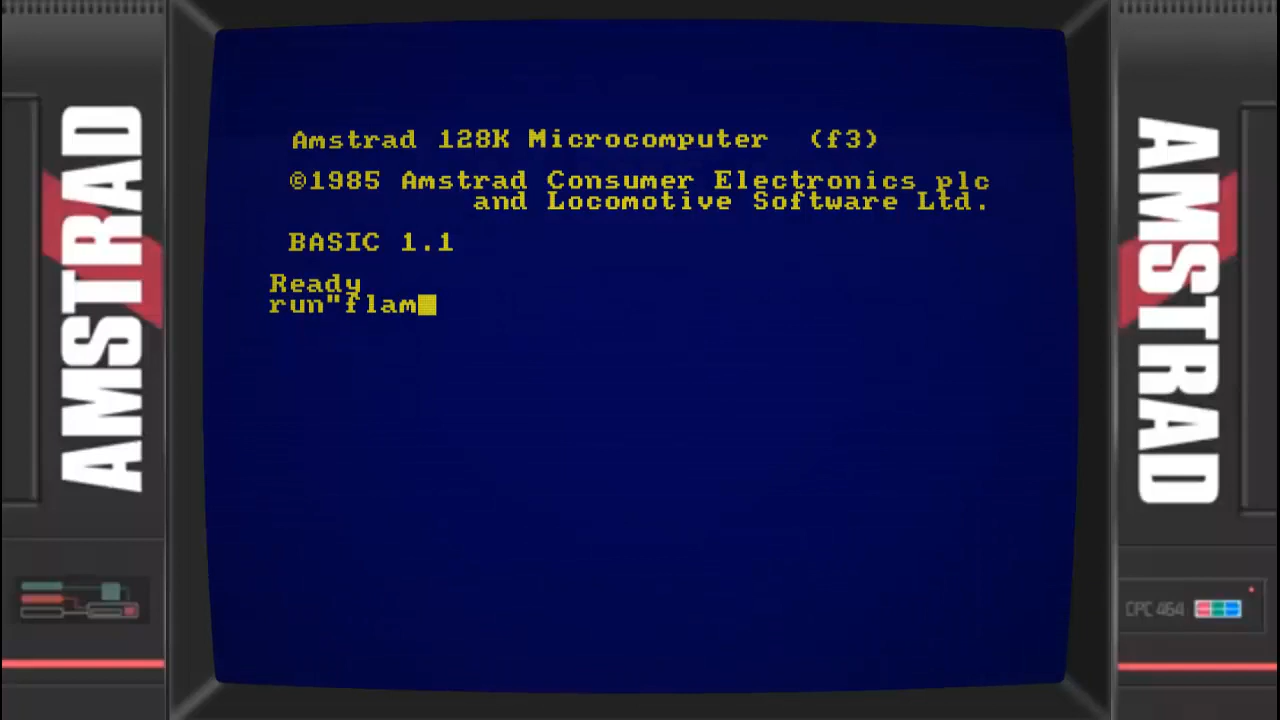 AMSTRAD
Amstrad 128K Microcomputer (f3)
©1985 Amstrad Consumer Electronics plc
and Locomotive Software Ltd.
BASIC 1.1
Ready
run"flam
AMSTRAD
CPC 464